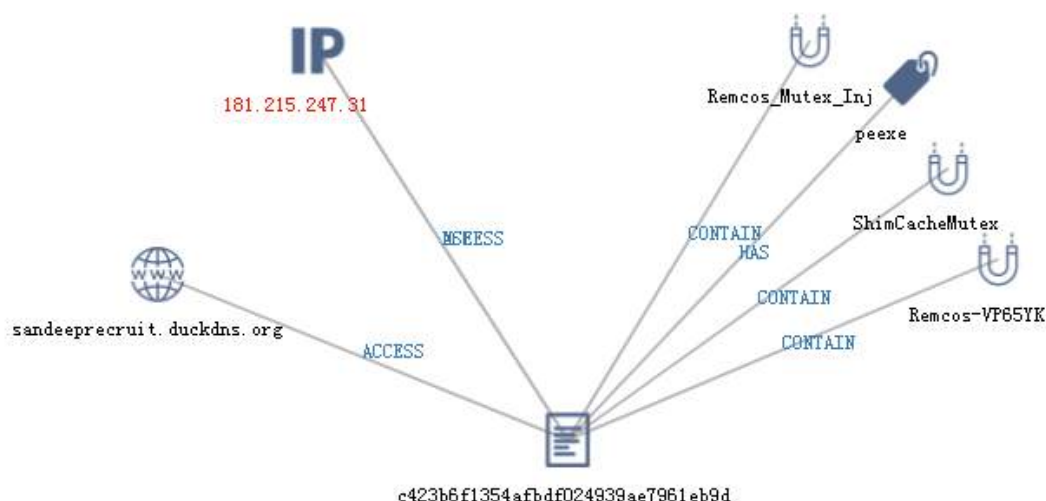 IP
181.215.247.31
Remcos_Mutex_Inj
peexe
ShimCacheMutex
Remcos-VP65YK
CONTAIN
HAS
CONTAIN
CONTAIN
WWW
sandeeprecruit.duckdns.org
ACCESS
c423b6f1354afbdf024939ae7961eb9d